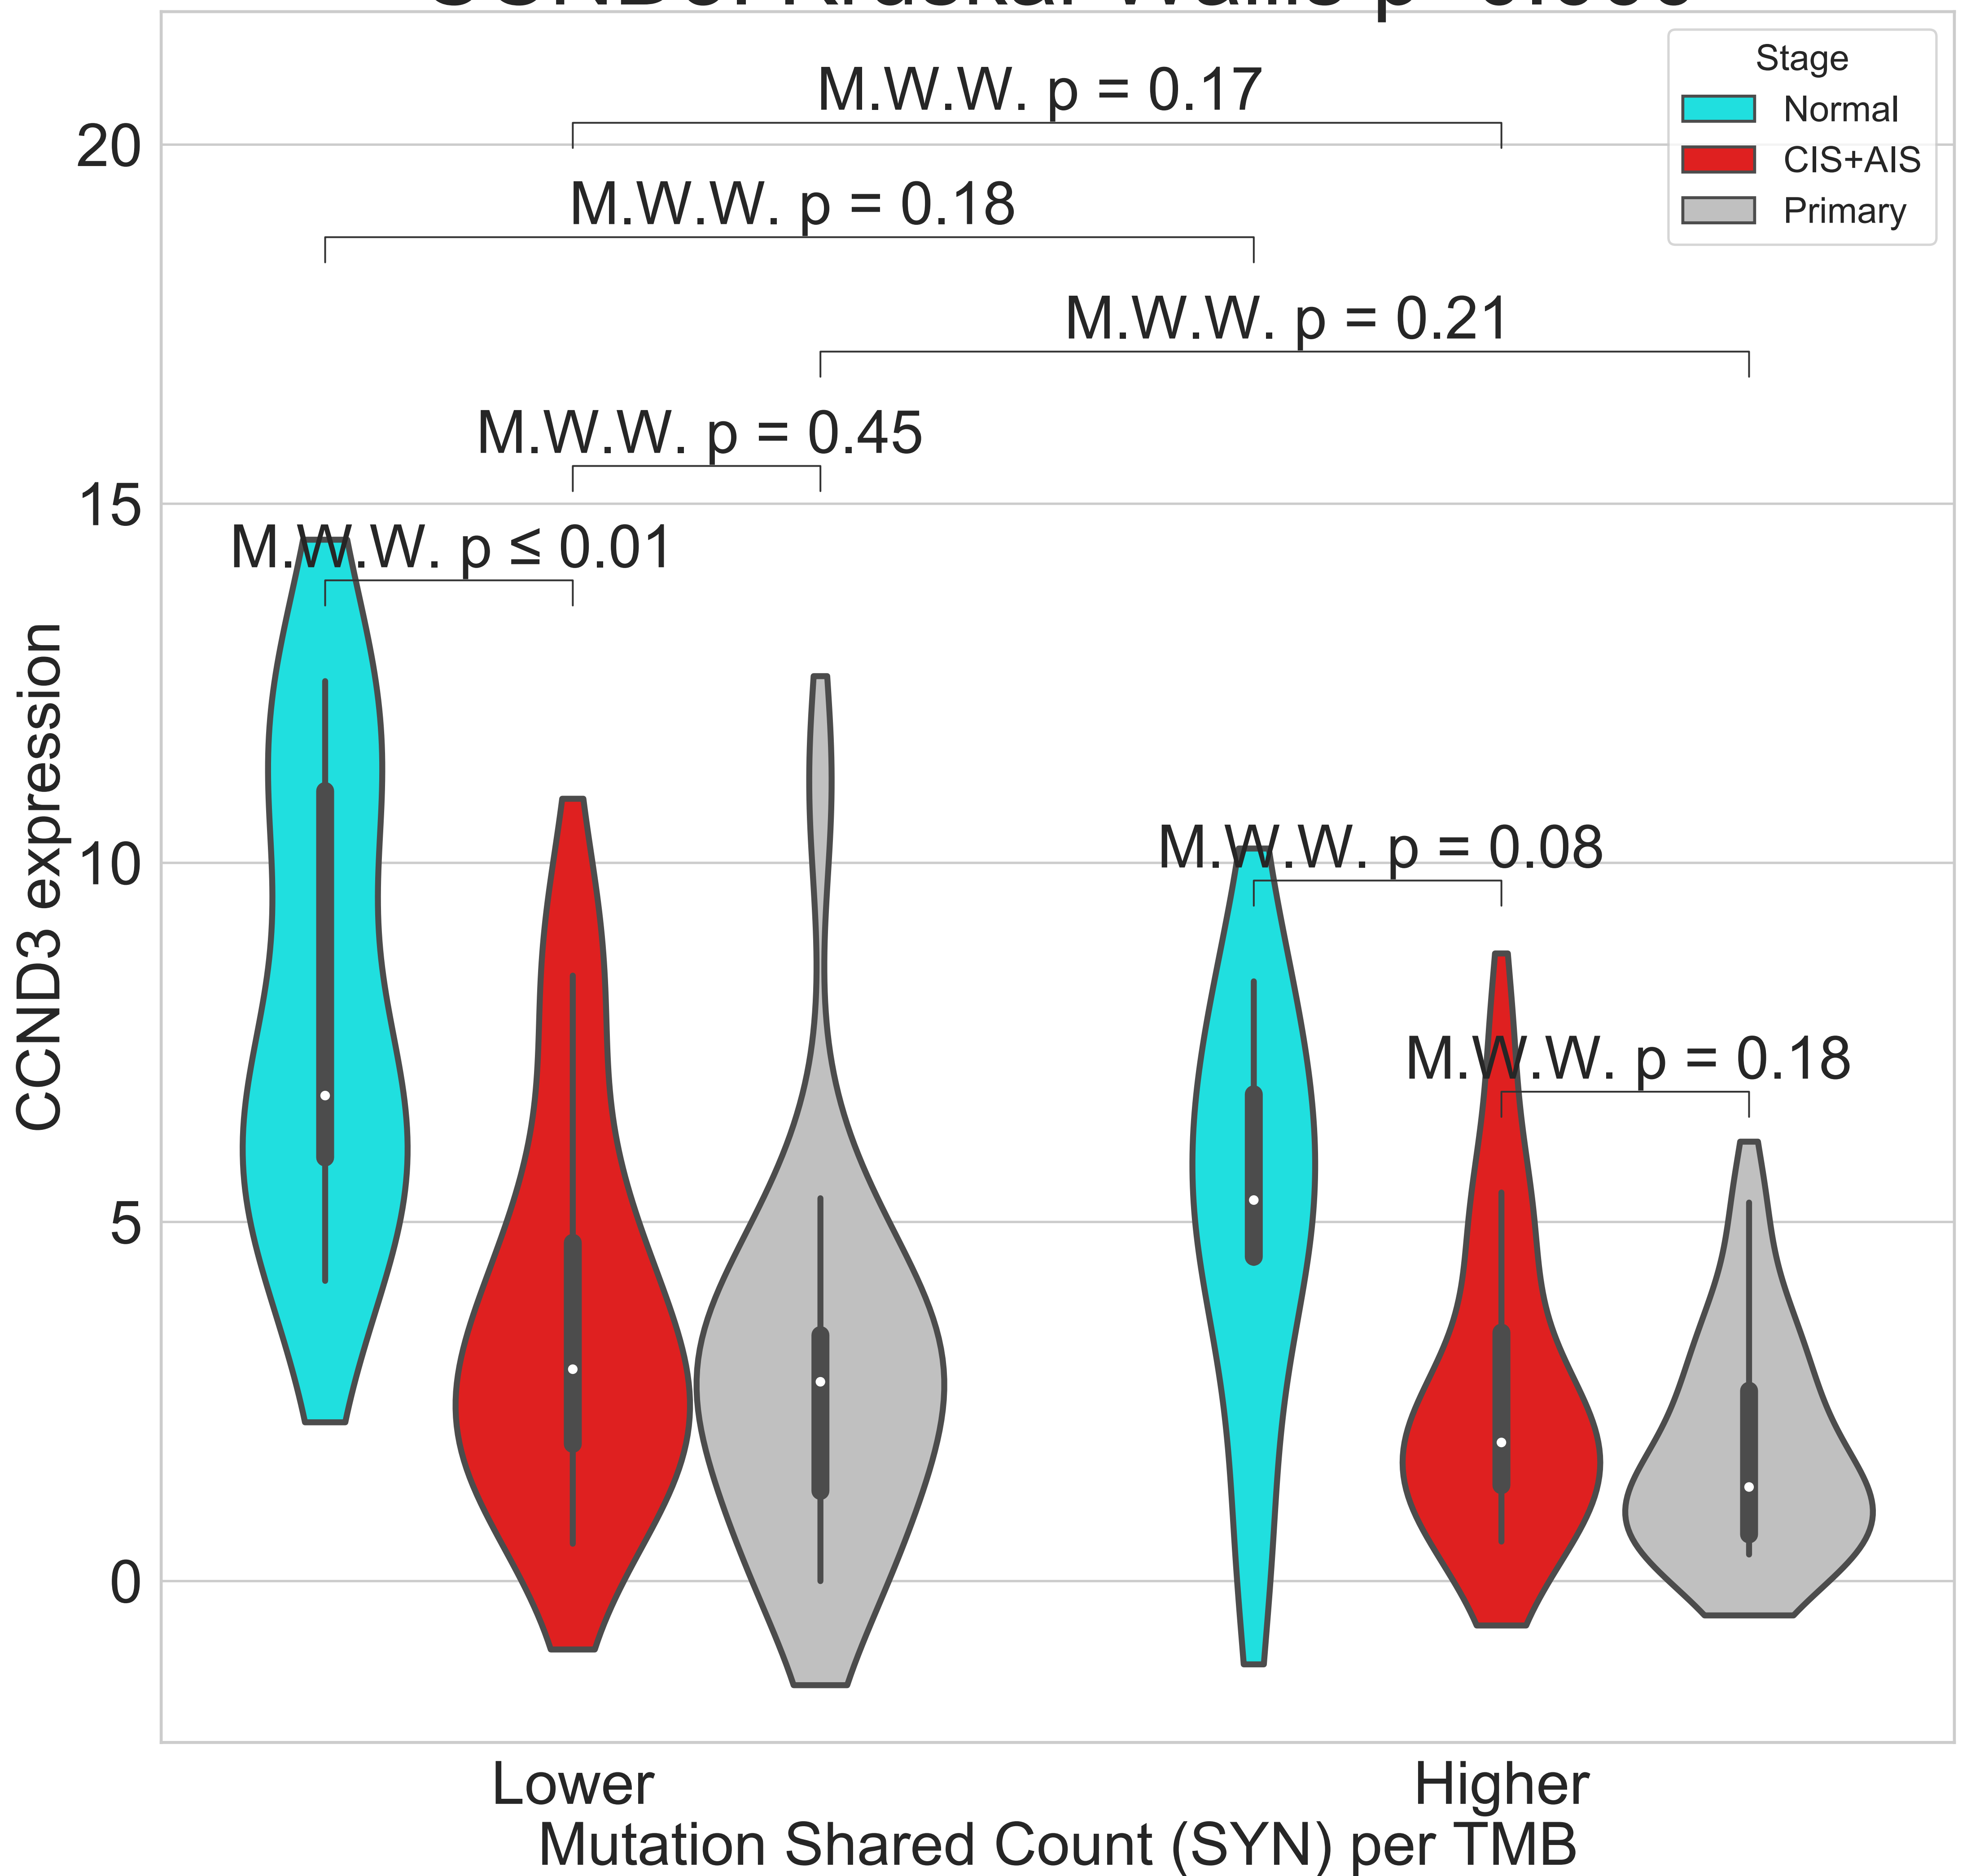 Stage
Normal
CIS+AIS
Primary
M.W.W. p = 0.17
M.W.W. p = 0.18
M.W.W. p = 0.21
M.W.W. p = 0.45
M.W.W. p ≤ 0.01
M.W.W. p = 0.08
M.W.W. p = 0.18
20
15
10
5
0
CCND3 expression
Lower
Higher
Mutation Shared Count (SYN) per TMB